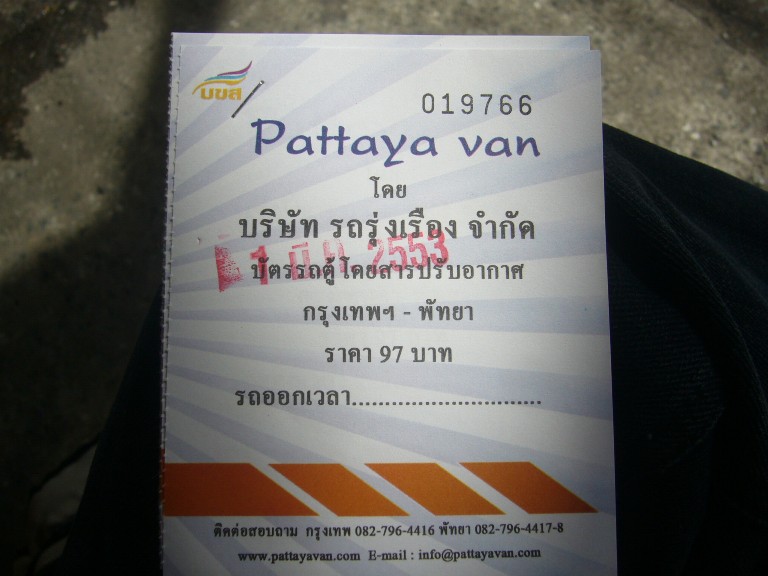 บขส
019766
Pattaya van
โดย
บริษัท รถรุ่งเรือง จำกัด
1 มี.ค. 2553
บัตรรถตู้โดยสารปรับอากาศ
กรุงเทพฯ - พัทยา
ราคา 97 บาท
รถออกเวลา.............................
ติดต่อสอบถาม กรุงเทพ 082-796-4416 พัทยา 082-796-4417-8
www.pattayavan.com E-mail : info@pattayavan.com